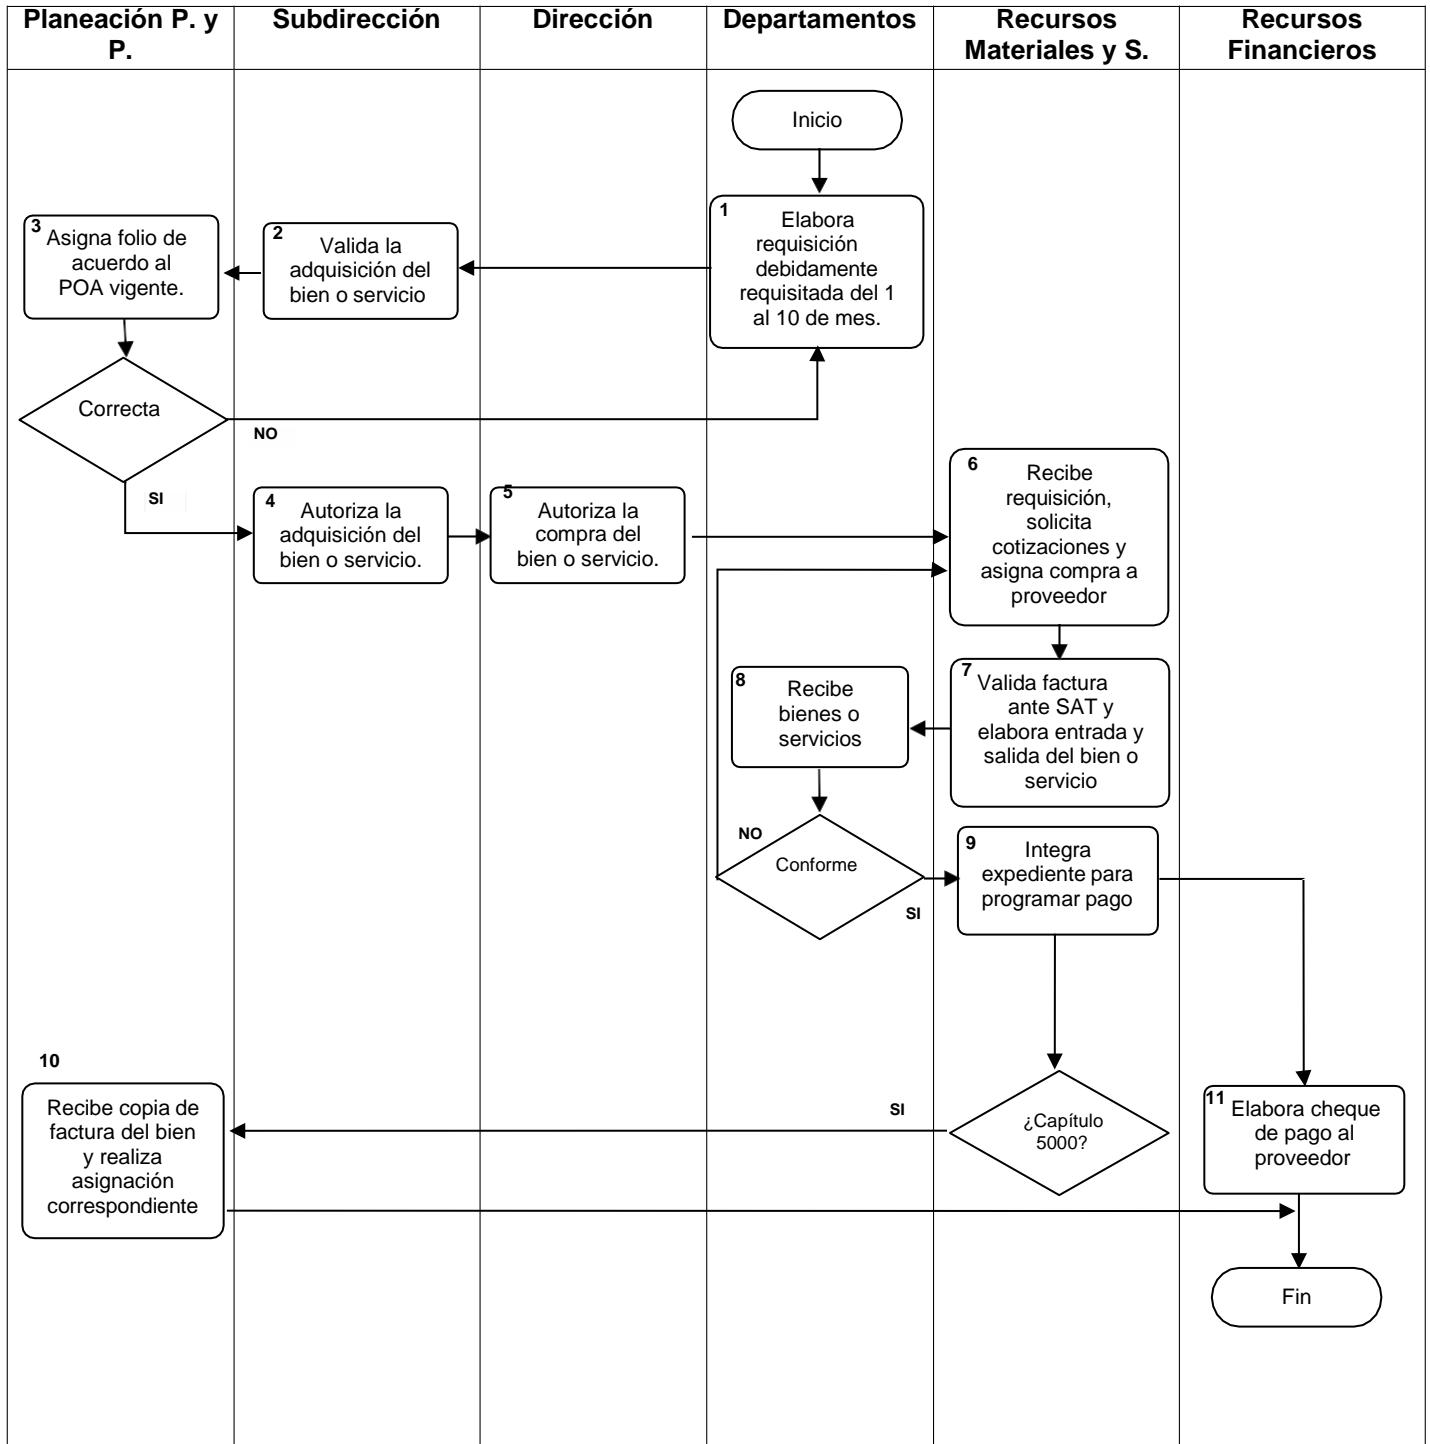 Planeación P. y
P.
Subdirección
Dirección
Departamentos
Recursos
Materiales y S.
Recursos
Financieros
Inicio
1
Elabora
requisición
debidamente
requisitada del 1
al 10 de mes.
2
Valida la
adquisición del
bien o servicio
3
Asigna folio de
acuerdo al
POA vigente.
Correcta
NO
SI
4
Autoriza la
adquisición del
bien o servicio.
5
Autoriza la
compra del
bien o servicio.
6
Recibe
requisición,
solicita
cotizaciones y
asigna compra a
proveedor
7
Valida factura
ante SAT y
elabora entrada y
salida del bien o
servicio
8
Recibe
bienes o
servicios
NO
Conforme
SI
9
Integra
expediente para
programar pago
¿Capítulo
5000?
SI
10
Recibe copia de
factura del bien
y realiza
asignación
correspondiente
11
Elabora cheque
de pago al
proveedor
Fin